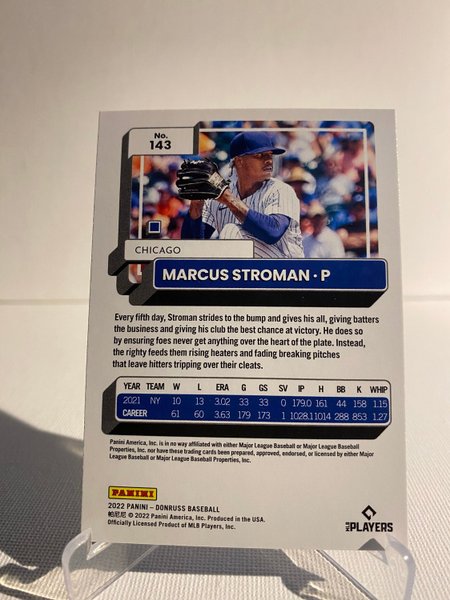 No.
143
CHICAGO
MARCUS STROMAN · P
Every fifth day, Stroman strides to the bump and gives his all, giving batters
the business and giving his club the best chance at victory. He does so
by ensuring foes never get anything over the heart of the plate. Instead,
the righty feeds them rising heaters and fading breaking pitches
that leave hitters tripping over their cleats.
YEAR TEAM W L ERA G GS SV IP H BB K WHIP
2021 NY 10 13 3.02 33 33 0 179.0 161 44 158 1.15
CAREER 61 60 3.63 179 173 1 1028.1 1014 288 853 1.27
Panini America, Inc. is in no way affiliated with either Major League Baseball or Major League Baseball
Properties, Inc. nor have these trading cards been prepared, approved, endorsed, or licensed by either Major
League Baseball or Major League Baseball Properties, Inc.
PANINI
2022 PANINI – DONRUSS BASEBALL
帕尼尼 © 2022 Panini America, Inc. Produced in the USA.
Officially Licensed Product of MLB Players, Inc.
MLB PLAYERS